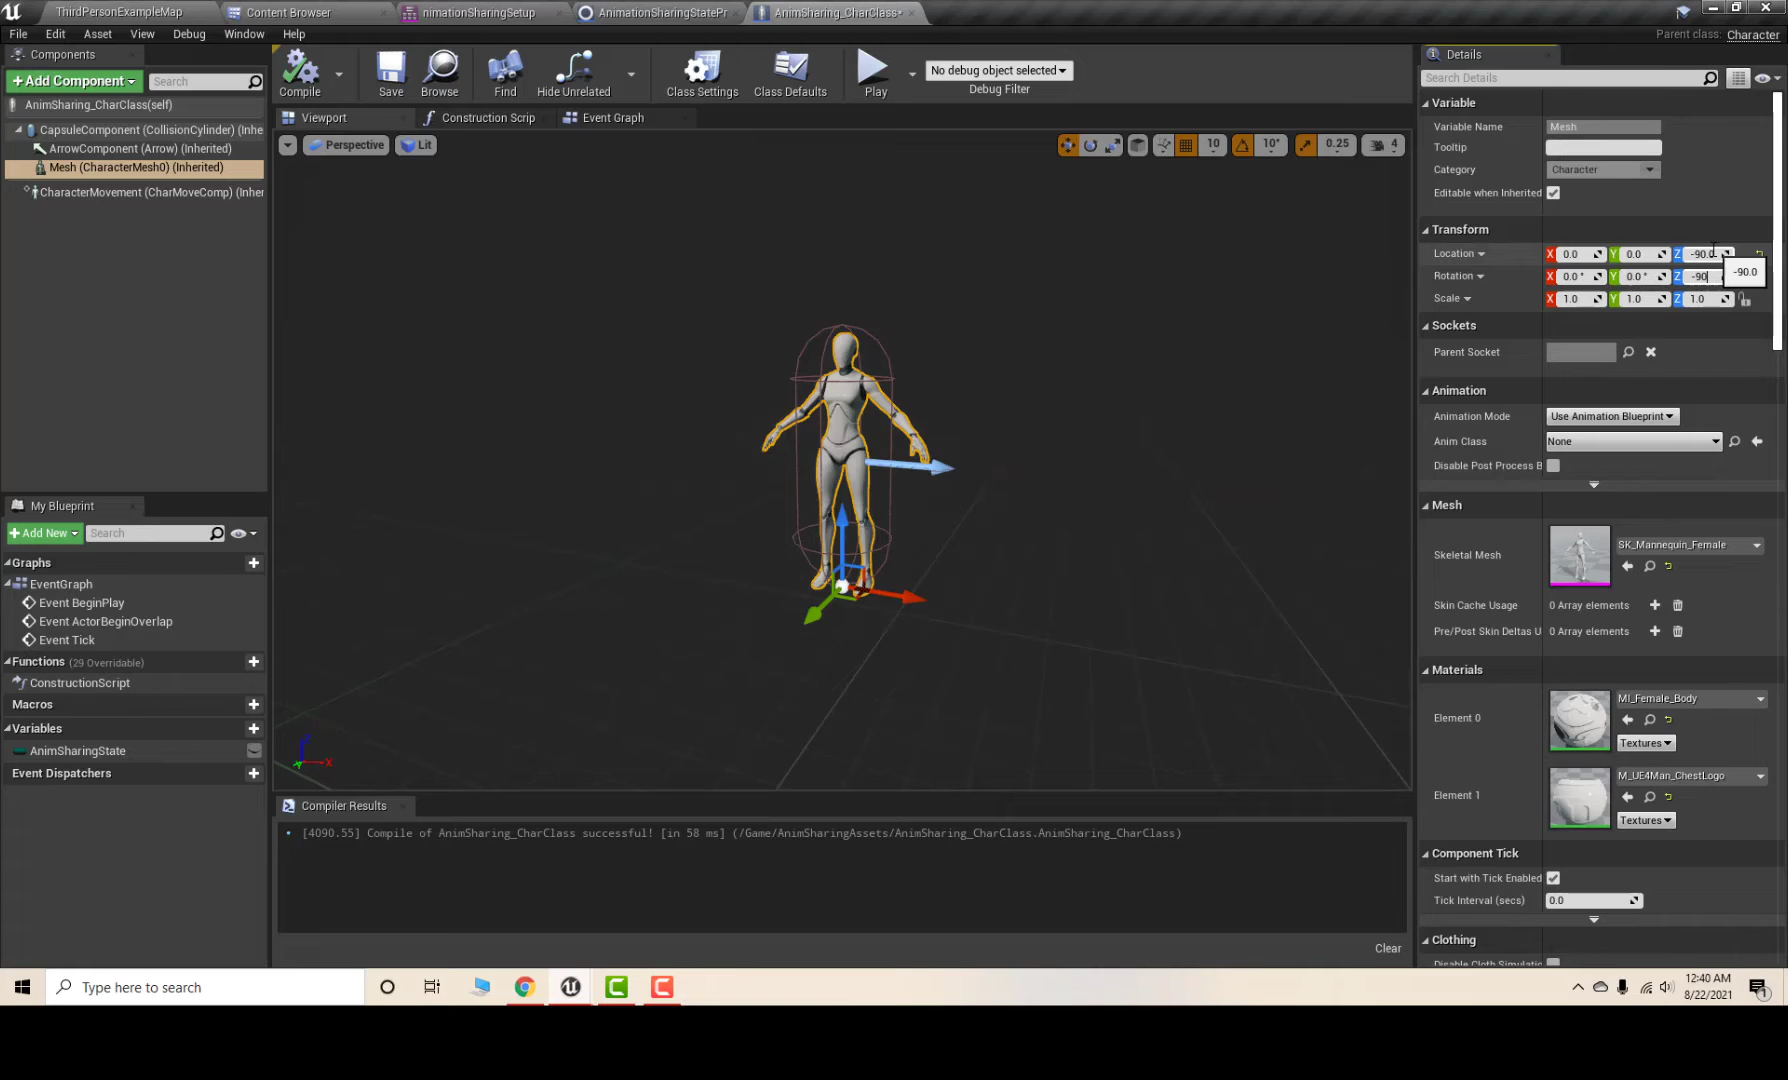 ThirdPersonExampleMap
Content Browser
nimationSharingSetup
AnimationSharingStatePr
AnimSharing_CharClass*
File Edit Asset View Debug Window Help
Parent class: Character
Components
+Add Component
Search
AnimSharing_CharClass(self)
CapsuleComponent (CollisionCylinder) (Inhe
ArrowComponent (Arrow) (Inherited)
Mesh (CharacterMesh0) (Inherited)
CharacterMovement (CharMoveComp) (Inher
Compile
Save
Browse
Find
Hide Unrelated
Class Settings
Class Defaults
Play
No debug object selected
Debug Filter
Viewport
Construction Scrip
Event Graph
Perspective
Lit
10
10°
0.25
4
X
My Blueprint
+Add New
Search
Graphs
EventGraph
Event BeginPlay
Event ActorBeginOverlap
Event Tick
Functions (29 Overridable)
ConstructionScript
Macros
Variables
AnimSharingState
Event Dispatchers
Compiler Results
[4090.55] Compile of AnimSharing_CharClass successful! [in 58 ms] (/Game/AnimSharingAssets/AnimSharing_CharClass.AnimSharing_CharClass)
Clear
Details
Search Details
Variable
Variable Name Mesh
Tooltip
Category Character
Editable when Inherited
Transform
Location X 0.0 Y 0.0 Z -90.0
Rotation X 0.0° Y 0.0° Z -90
-90.0
Scale X 1.0 Y 1.0 Z 1.0
Sockets
Parent Socket
Animation
Animation Mode Use Animation Blueprint
Anim Class None
Disable Post Process B
Mesh
Skeletal Mesh SK_Mannequin_Female
Skin Cache Usage 0 Array elements
Pre/Post Skin Deltas U 0 Array elements
Materials
Element 0 MI_Female_Body
Textures
Element 1 M_UE4Man_ChestLogo
Textures
Component Tick
Start with Tick Enabled
Tick Interval (secs) 0.0
Clothing
Disable Cloth Simulatio
Type here to search
12:40 AM
8/22/2021
1